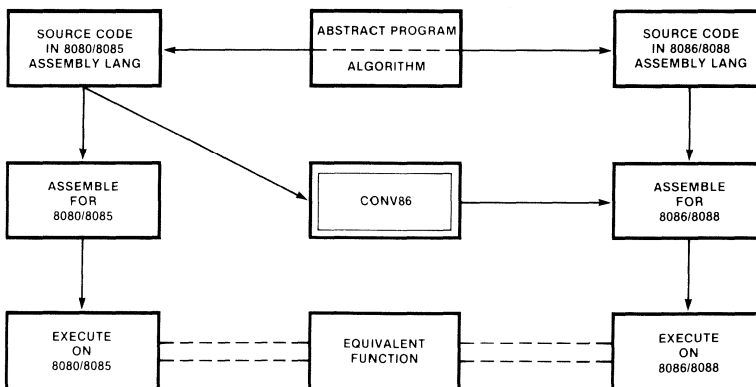 SOURCE CODE
IN 8080/8085
ASSEMBLY LANG
ABSTRACT PROGRAM
ALGORITHM
SOURCE CODE
IN 8086/8088
ASSEMBLY LANG
ASSEMBLE
FOR
8080/8085
CONV86
ASSEMBLE
FOR
8086/8088
EXECUTE
ON
8080/8085
EQUIVALENT
FUNCTION
EXECUTE
ON
8086/8088